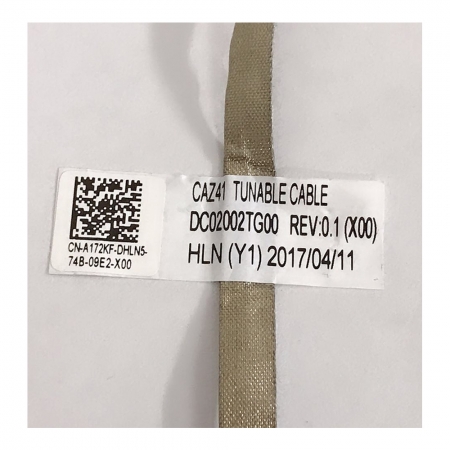 CAZ41 TUNABLE CABLE
DC02002TG00 REV:0.1 (X00)
HLN (Y1) 2017/04/11
CN-A172KF-DHLN5-
74B-09E2-X00